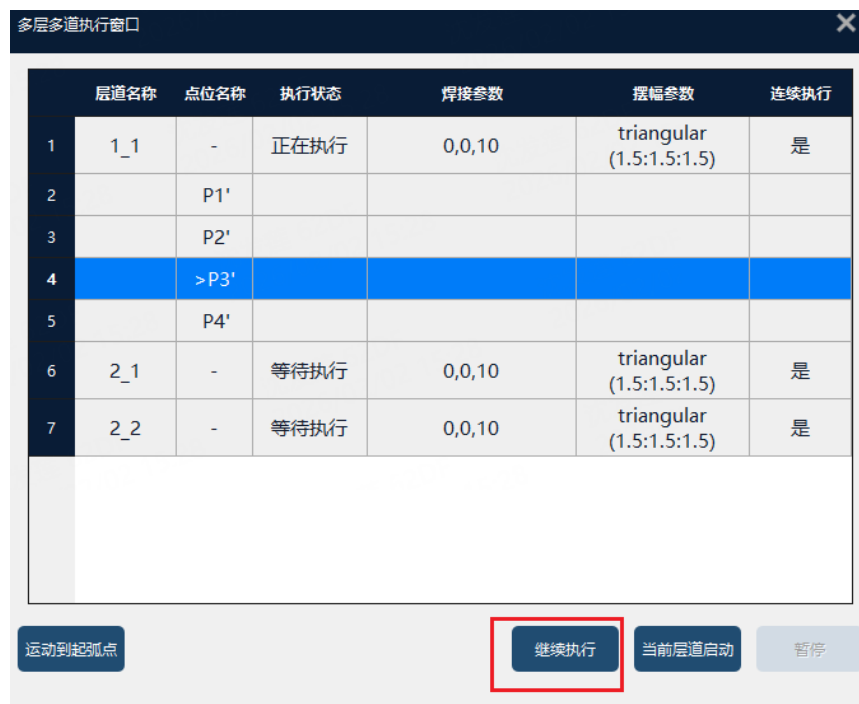 多层多道执行窗口
层道名称 点位名称 执行状态 焊接参数 摆幅参数 连续执行
1 1_1 - 正在执行 0,0,10 triangular (1.5:1.5:1.5) 是
2 P1'
3 P2'
4 >P3'
5 P4'
6 2_1 - 等待执行 0,0,10 triangular (1.5:1.5:1.5) 是
7 2_2 - 等待执行 0,0,10 triangular (1.5:1.5:1.5) 是
运动到起弧点 继续执行 当前层道启动 暂停